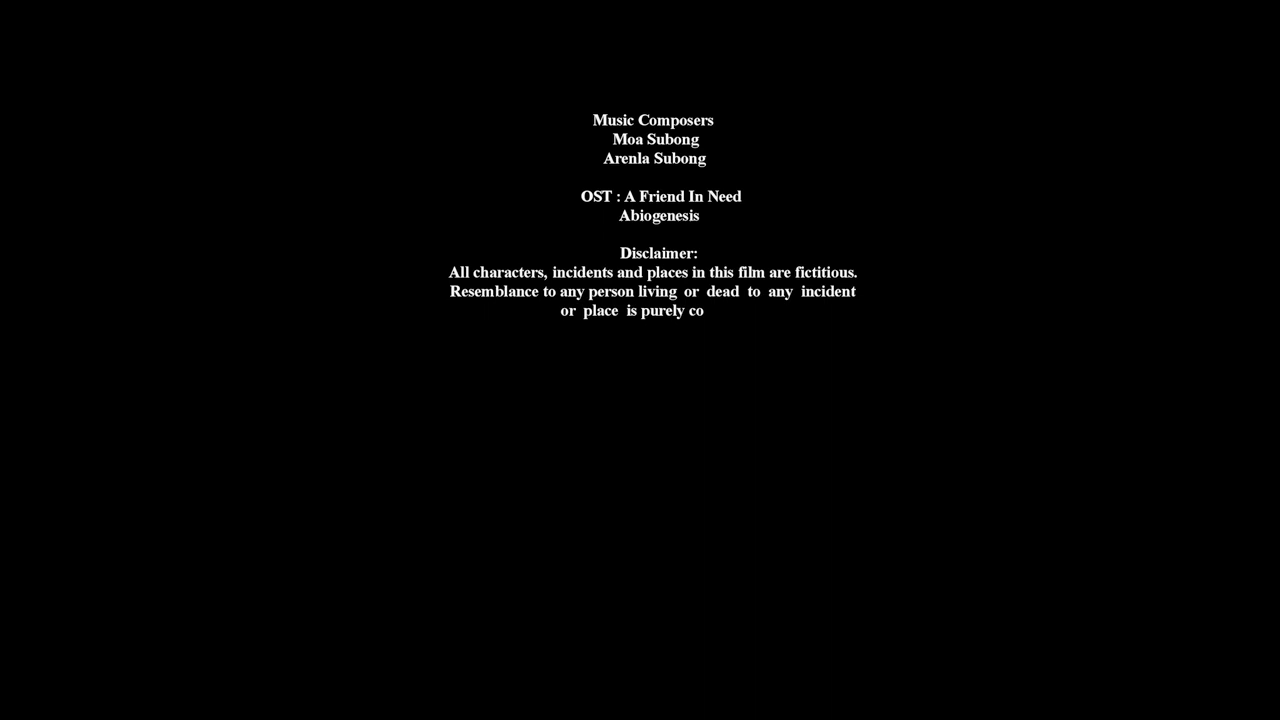 Music Composers
Moa Subong
Arenla Subong
OST : A Friend In Need
Abiogenesis
Disclaimer:
All characters, incidents and places in this film are fictitious.
Resemblance to any person living or dead to any incident
or place is purely co